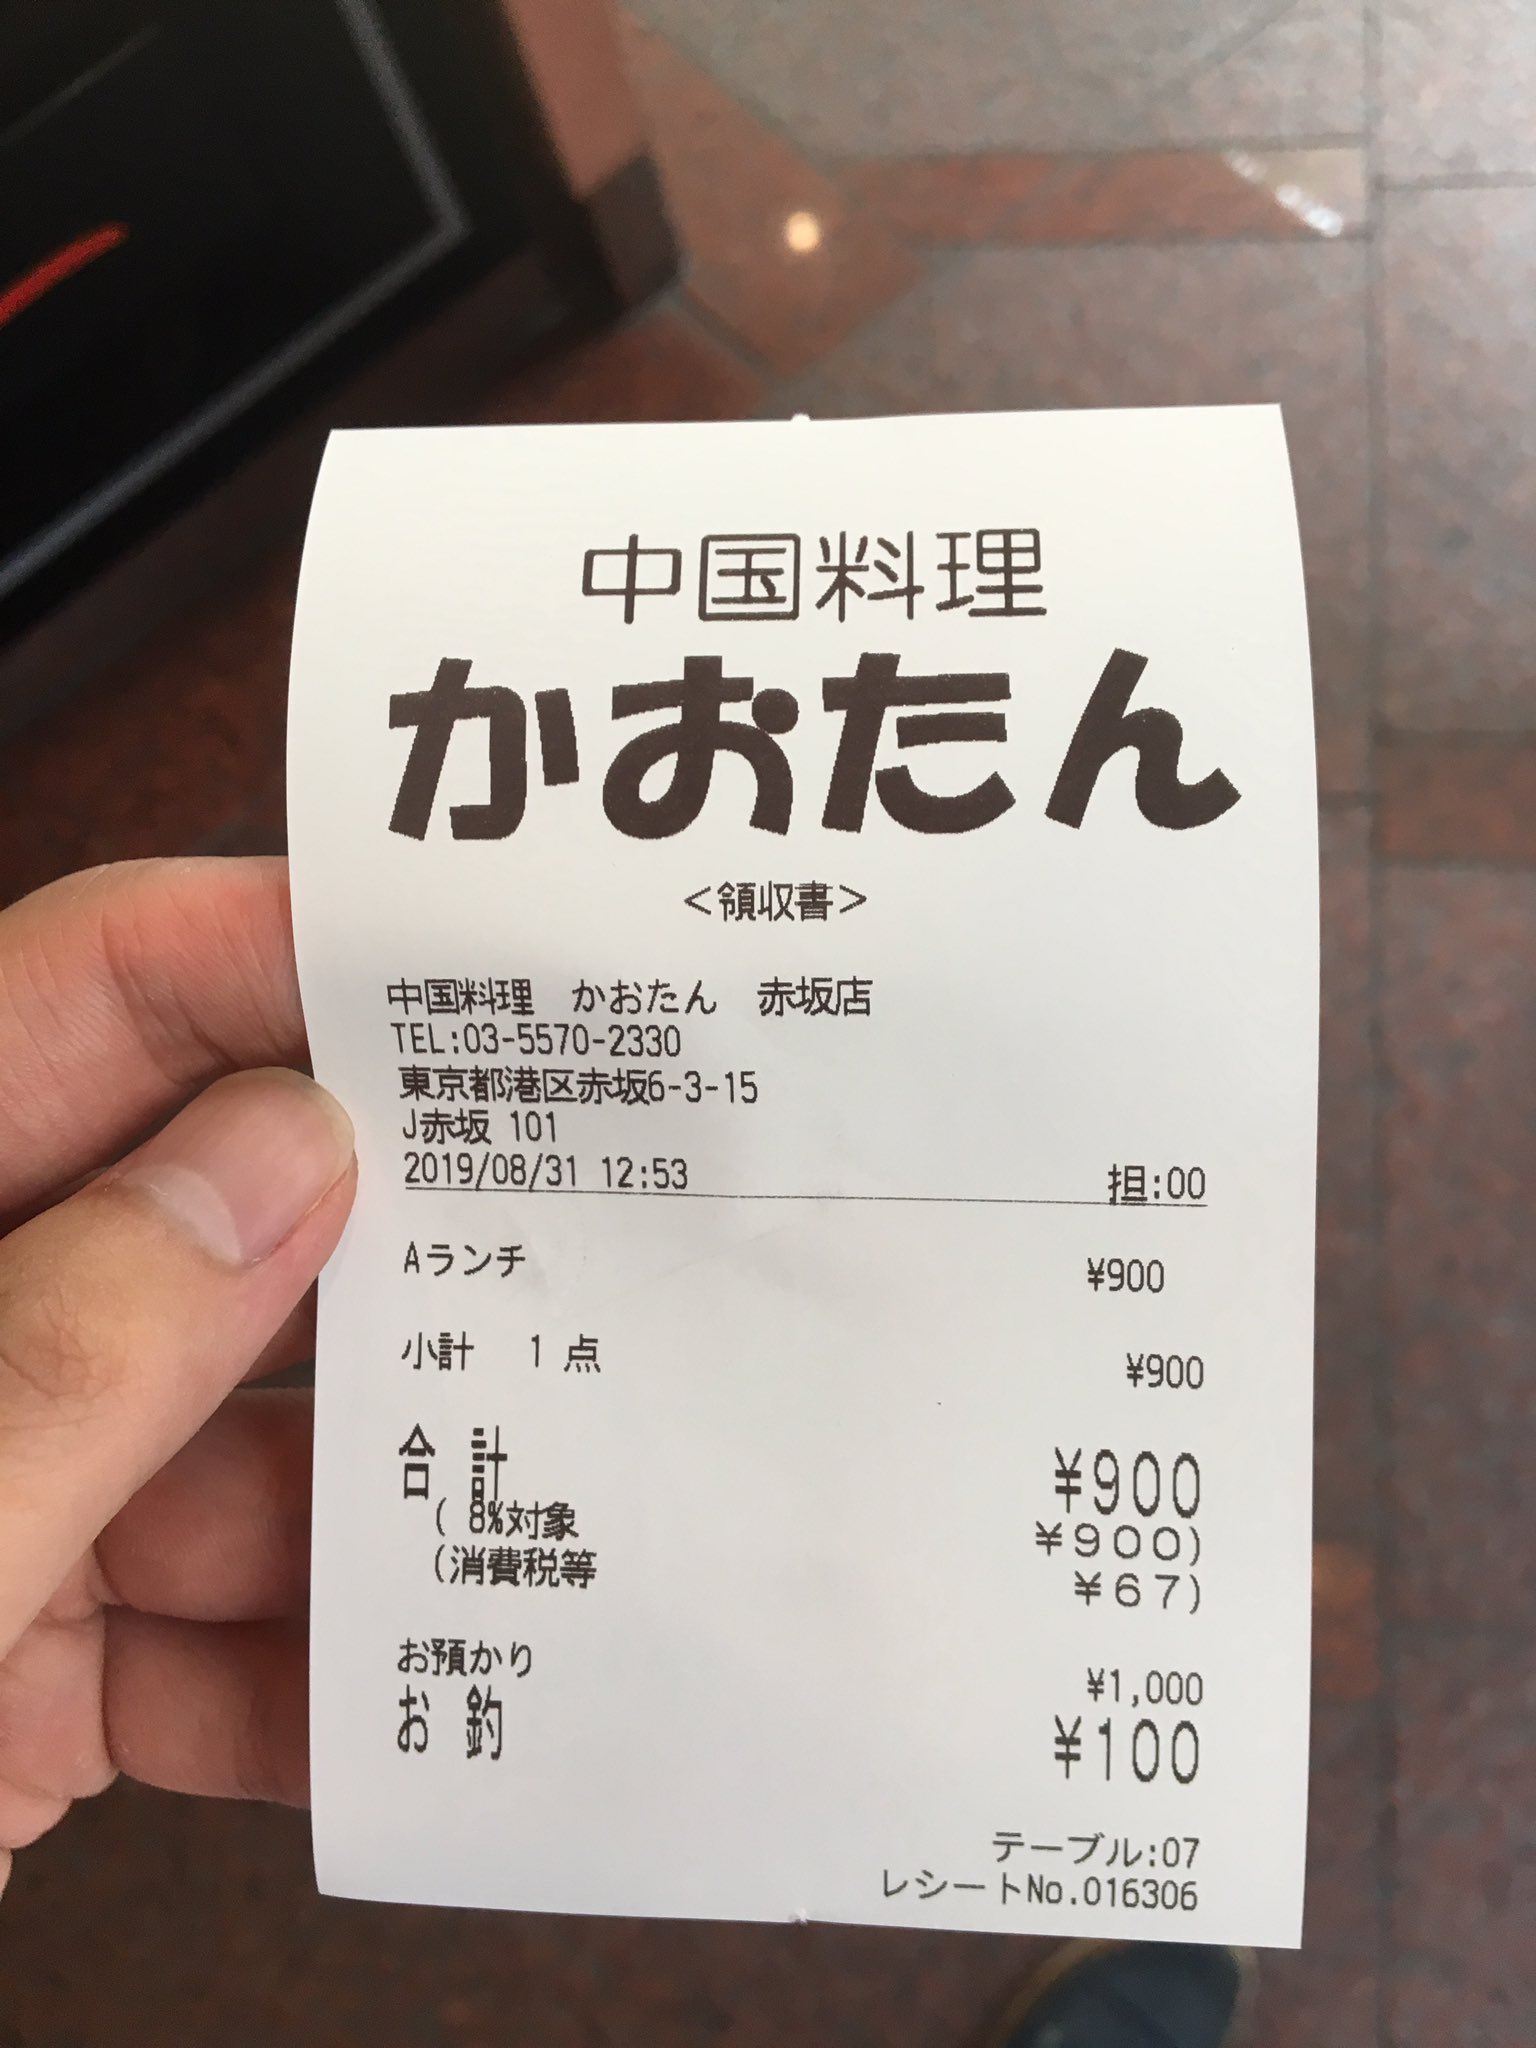 中国料理
かおたん
<領収書>
中国料理 かおたん 赤坂店
TEL:03-5570-2330
東京都港区赤坂6-3-15
J赤坂 101
2019/08/31 12:53 担:00
Aランチ ¥900
小計 1 点 ¥900
合 計 ¥900
( 8%対象 ¥900)
(消費税等 ¥67)
お預かり ¥1,000
お 釣 ¥100
テーブル:07
レシートNo.016306